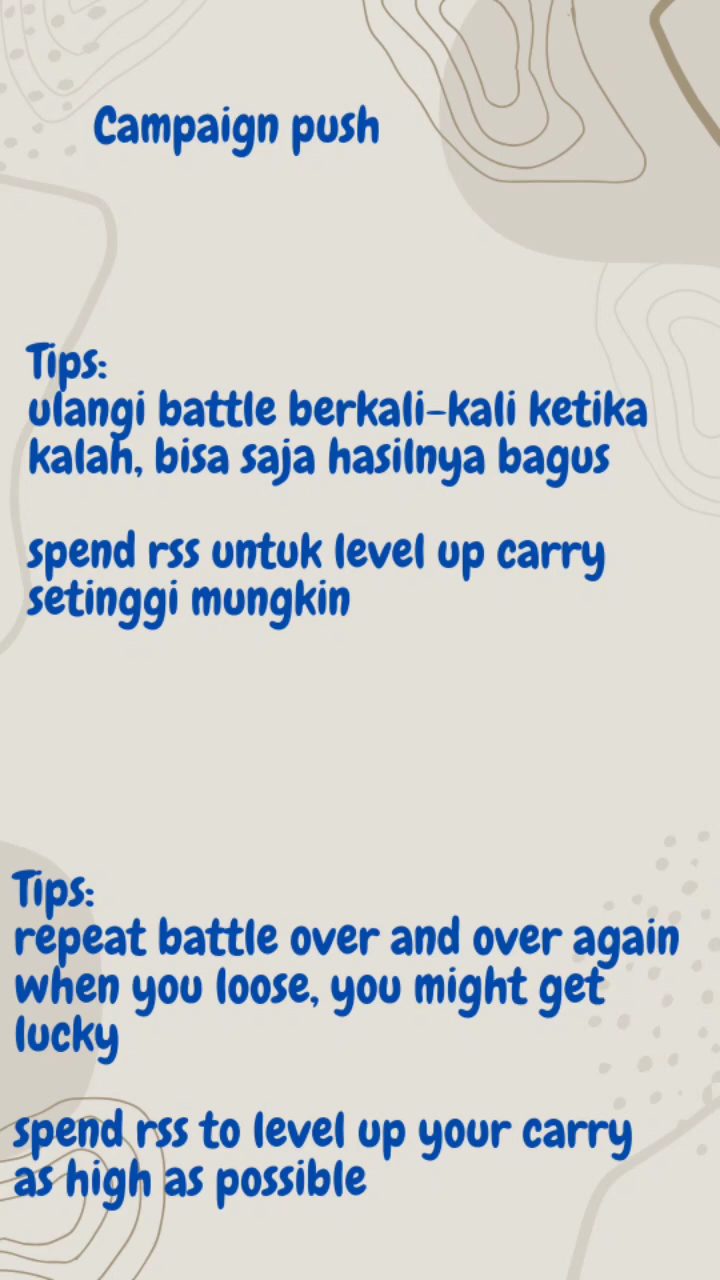 Campaign push
Tips:
ulangi battle berkali-kali ketika
kalah, bisa saja hasilnya bagus
spend rss untuk level up carry
setinggi mungkin
Tips:
repeat battle over and over again
when you loose, you might get
lucky
spend rss to level up your carry
as high as possible